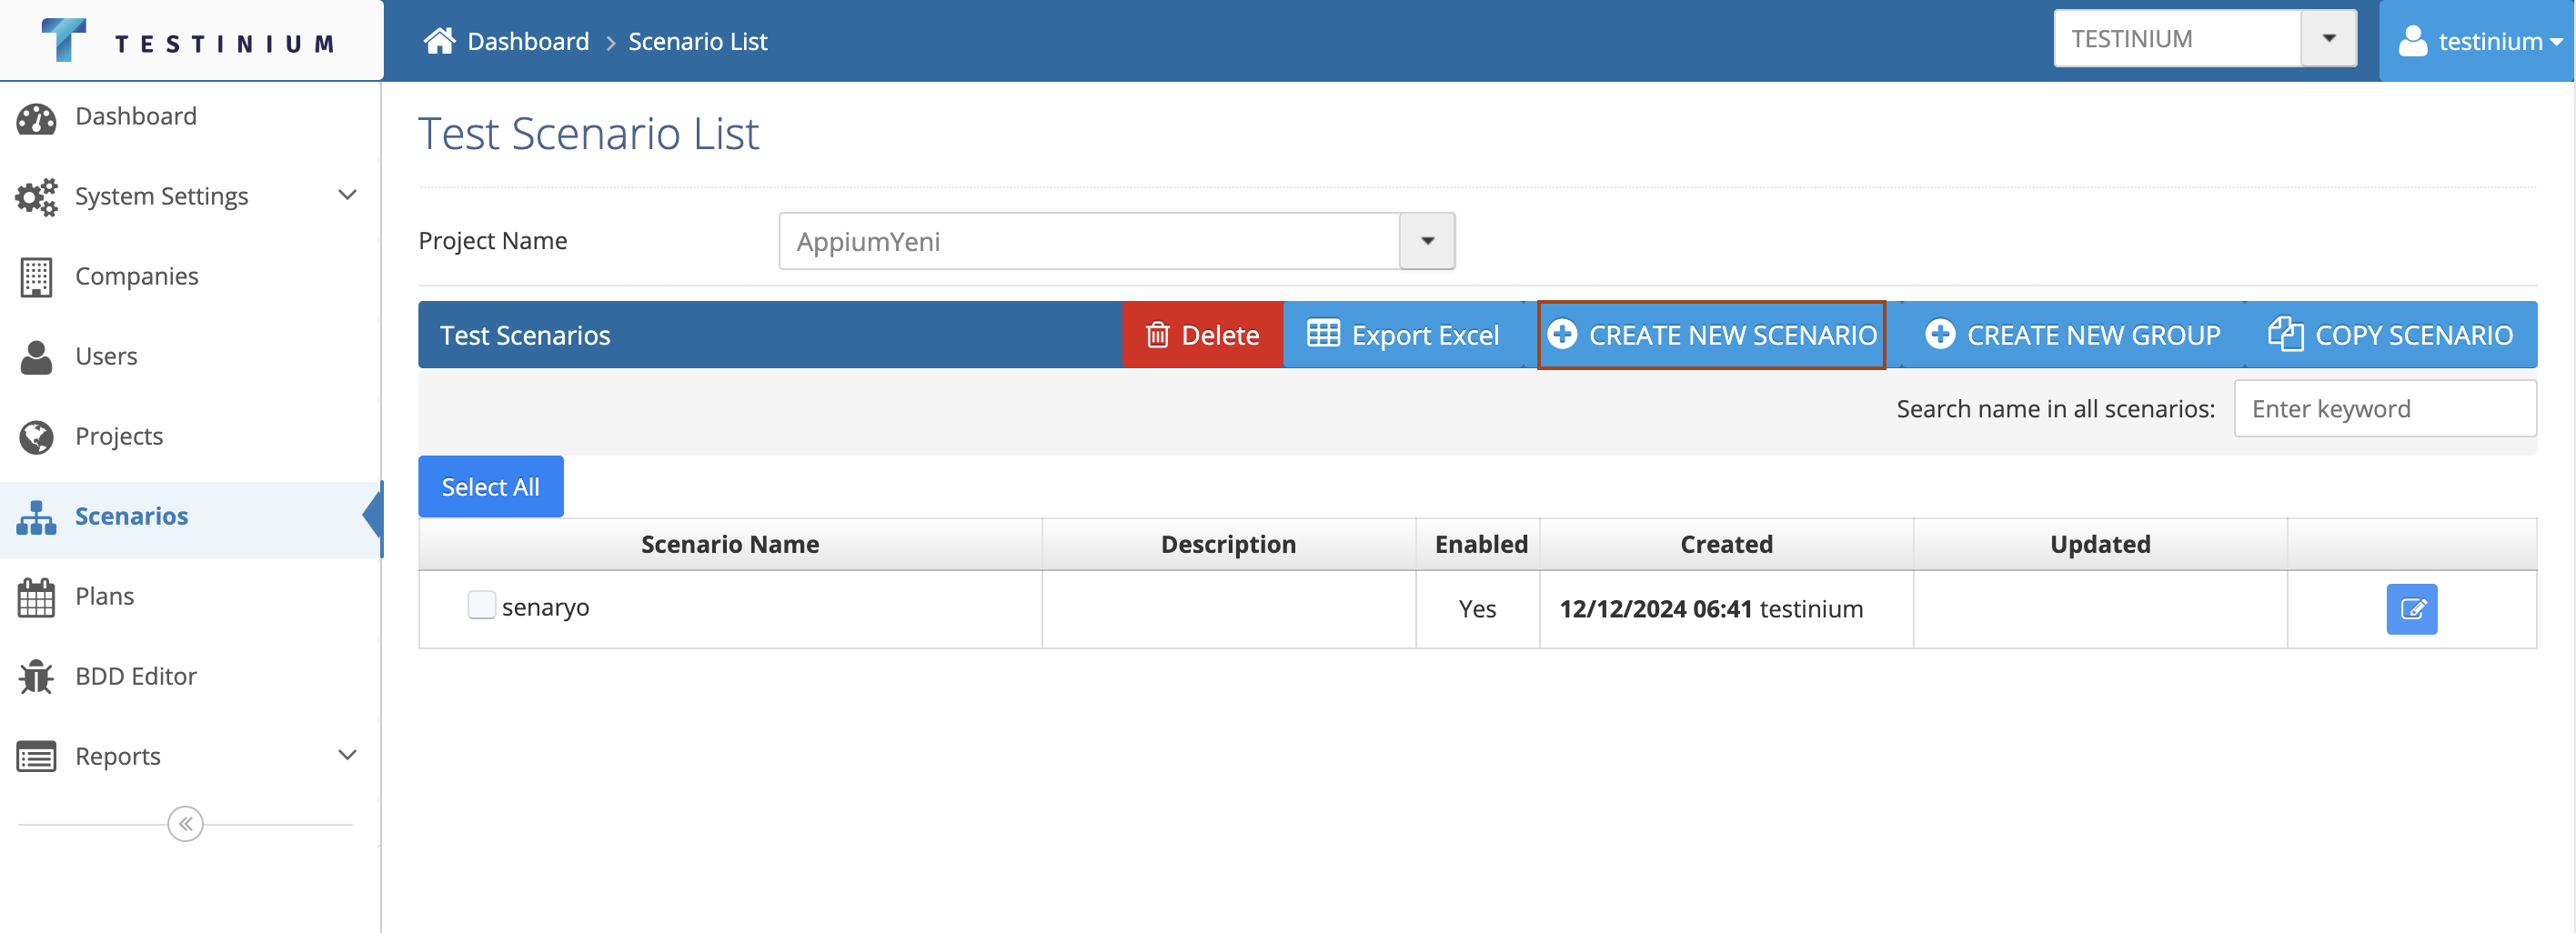 TESTINIUM
Dashboard > Scenario List
TESTINIUM
testinium
Dashboard
System Settings
Companies
Users
Projects
Scenarios
Plans
BDD Editor
Reports
Test Scenario List
Project Name
AppiumYeni
Test Scenarios
Delete
Export Excel
CREATE NEW SCENARIO
CREATE NEW GROUP
COPY SCENARIO
Search name in all scenarios:
Enter keyword
Select All
Scenario Name Description Enabled Created Updated
senaryo Yes 12/12/2024 06:41 testinium